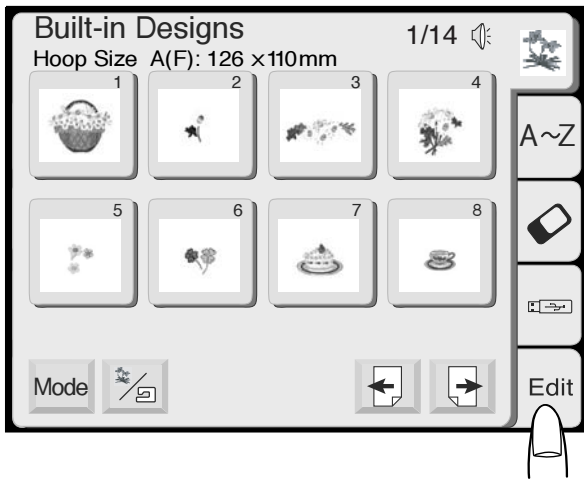 Built-in Designs 1/14
Hoop Size A(F): 126 ×110mm
1 2 3 4
A~Z
5 6 7 8
Mode
Edit